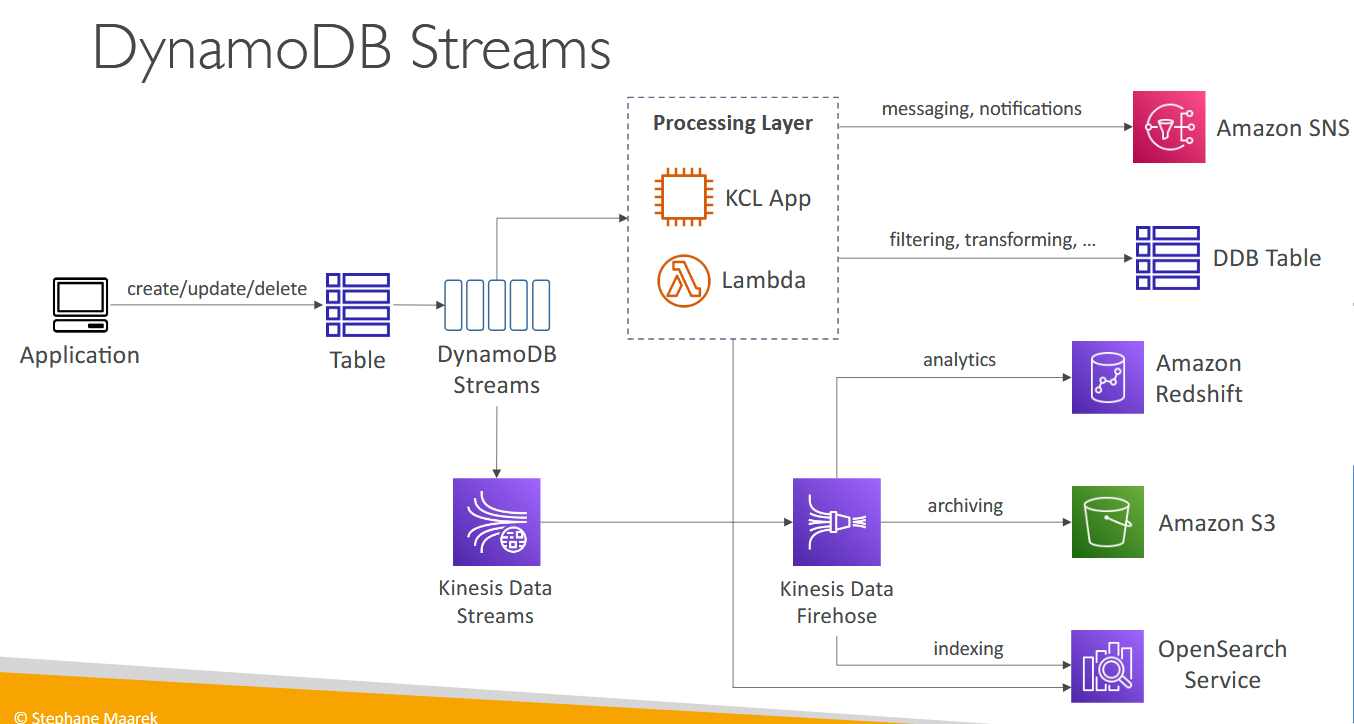 DynamoDB Streams
Processing Layer
KCL App
Lambda
messaging, notifications
Amazon SNS
filtering, transforming, ...
DDB Table
create/update/delete
Application
Table
DynamoDB
Streams
analytics
Amazon
Redshift
archiving
Amazon S3
Kinesis Data
Streams
Kinesis Data
Firehose
indexing
OpenSearch
Service
© Stephane Maarek